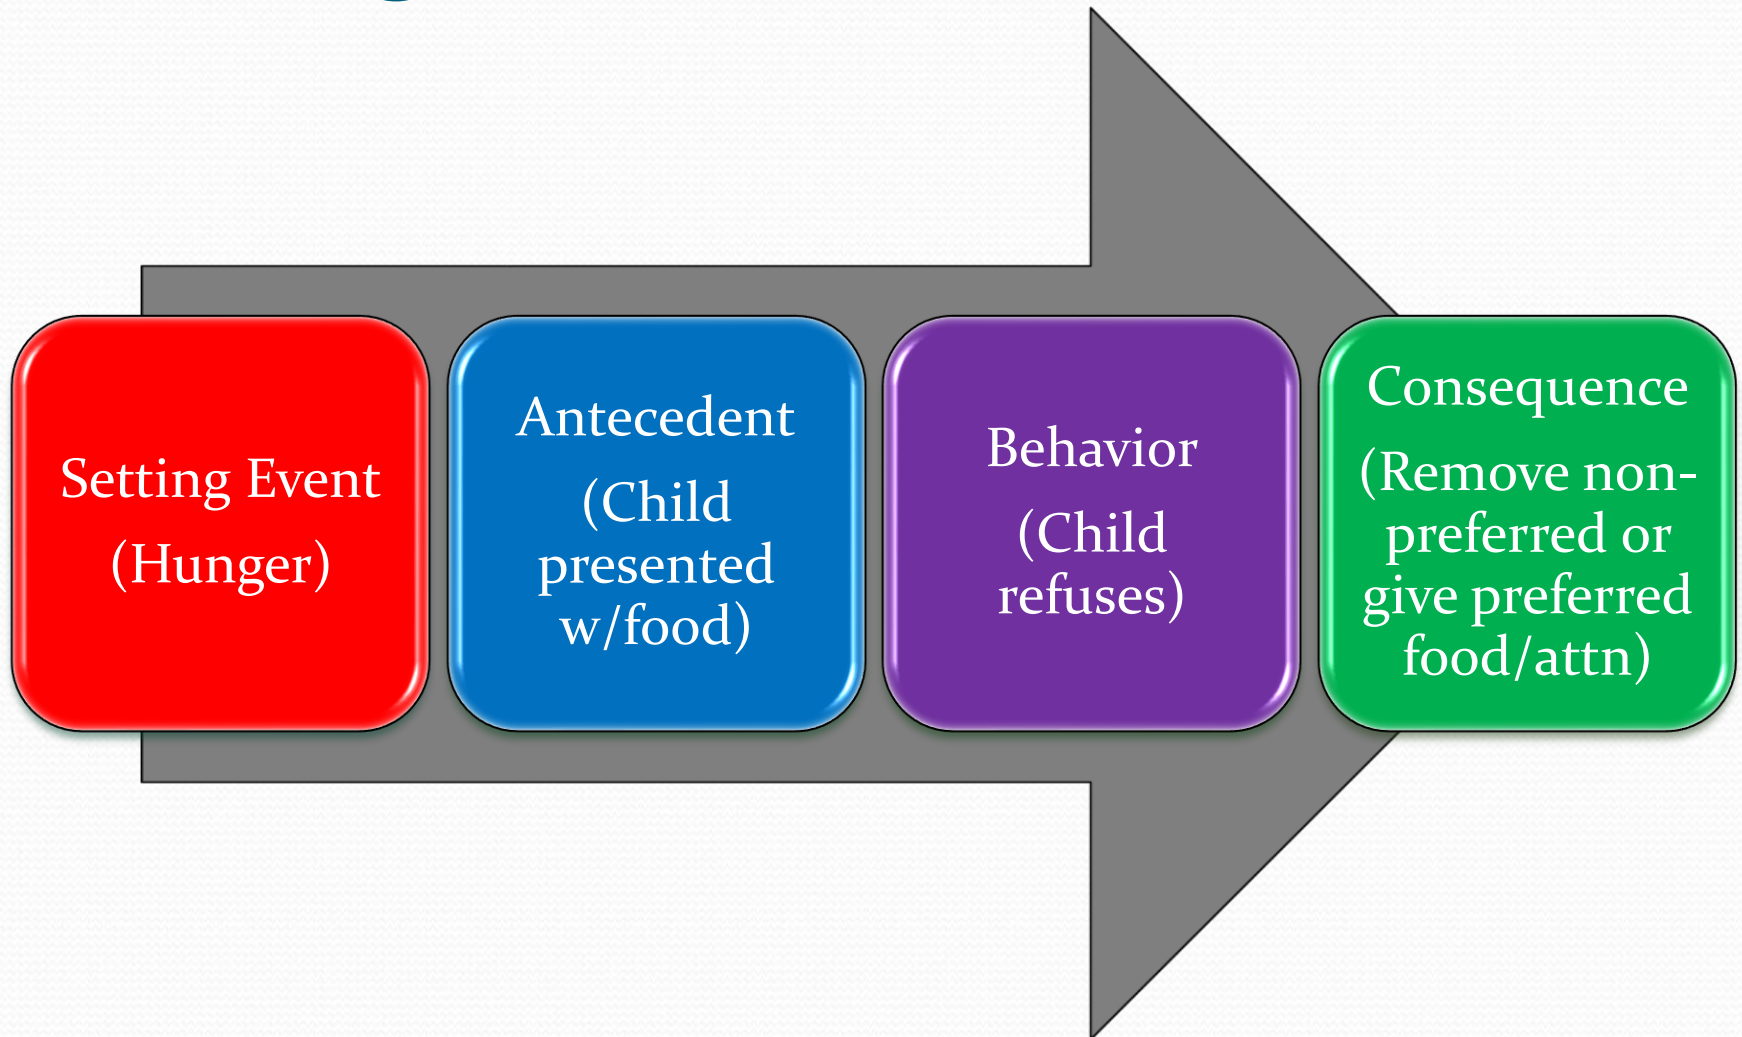 Setting Event
(Hunger)
Antecedent
(Child
presented
w/food)
Behavior
(Child
refuses)
Consequence
(Remove non-
preferred or
give preferred
food/attn)